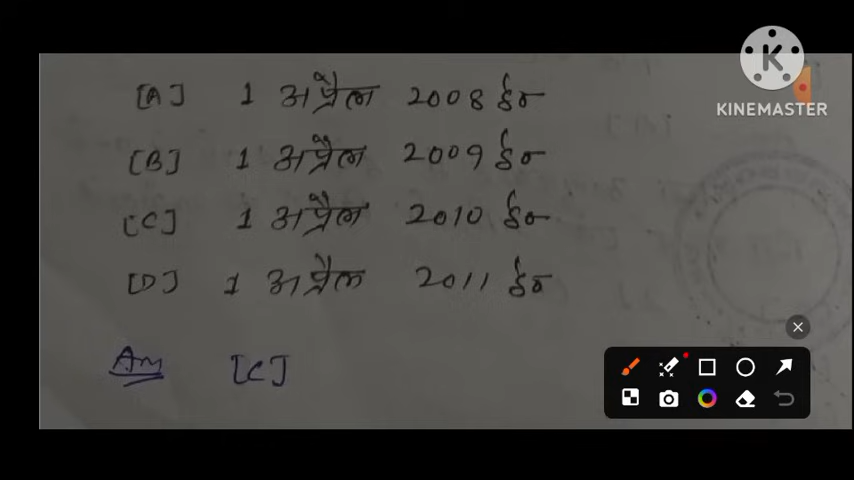 KINEMASTER
[A] 1 अप्रैल 2008 ई०
[B] 1 अप्रैल 2009 ई०
[C] 1 अप्रैल 2010 ई०
[D] 1 अप्रैल 2011 ई०
Ans [C]